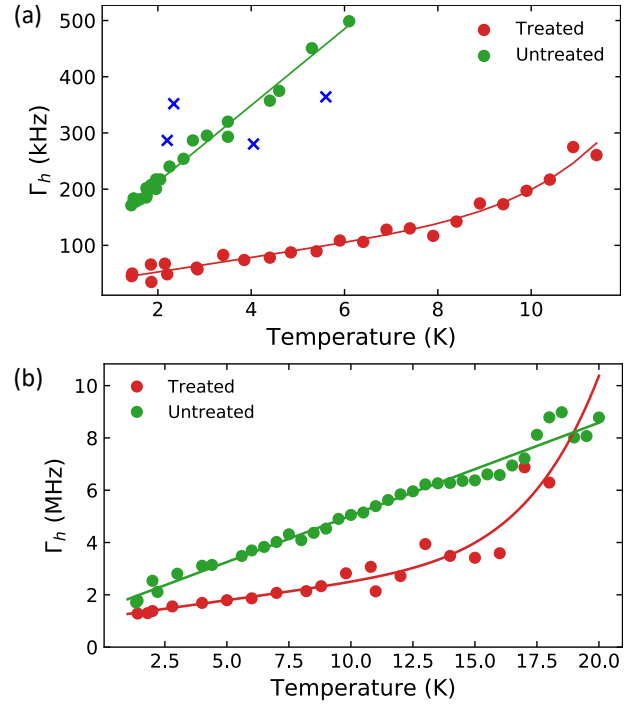 (a)
500
400
300
200
100
Γh (kHz)
Treated
Untreated
2
4
6
8
10
Temperature (K)
(b)
10
8
6
4
2
0
Γh (MHz)
Treated
Untreated
2.5
5.0
7.5
10.0
12.5
15.0
17.5
20.0
Temperature (K)